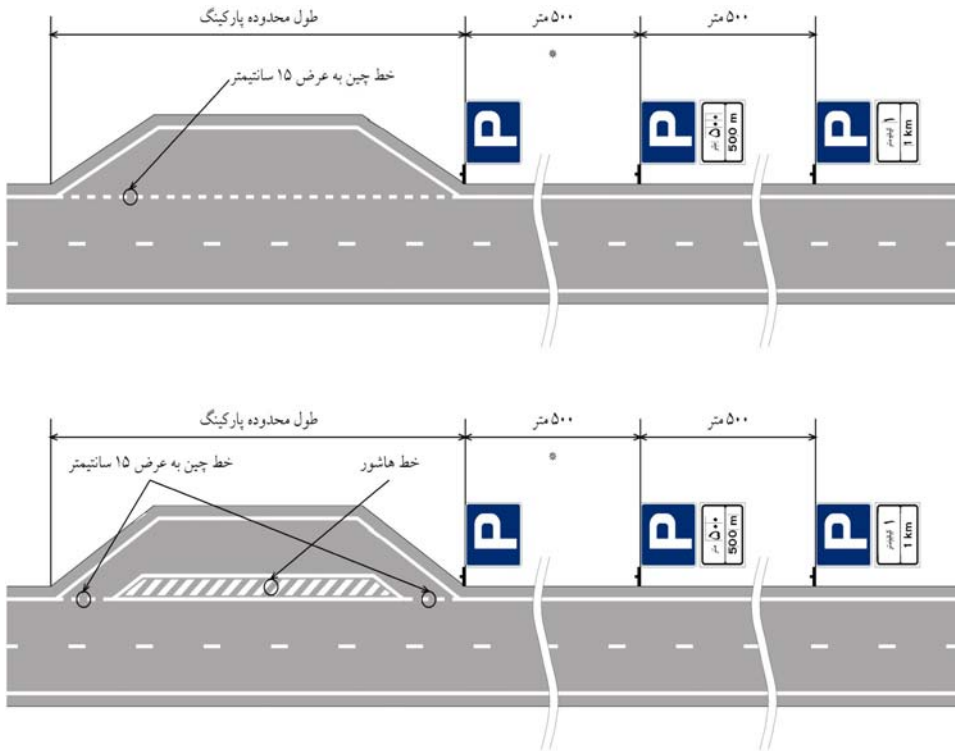 طول محدوده پارکینگ
۵۰۰ متر
۵۰۰ متر
*
خط چین به عرض ۱۵ سانتیمتر
P
P
۵۰۰ متر
500 m
P
۱ کیلومتر
1 km
طول محدوده پارکینگ
۵۰۰ متر
۵۰۰ متر
*
خط چین به عرض ۱۵ سانتیمتر
خط هاشور
P
P
۵۰۰ متر
500 m
P
۱ کیلومتر
1 km